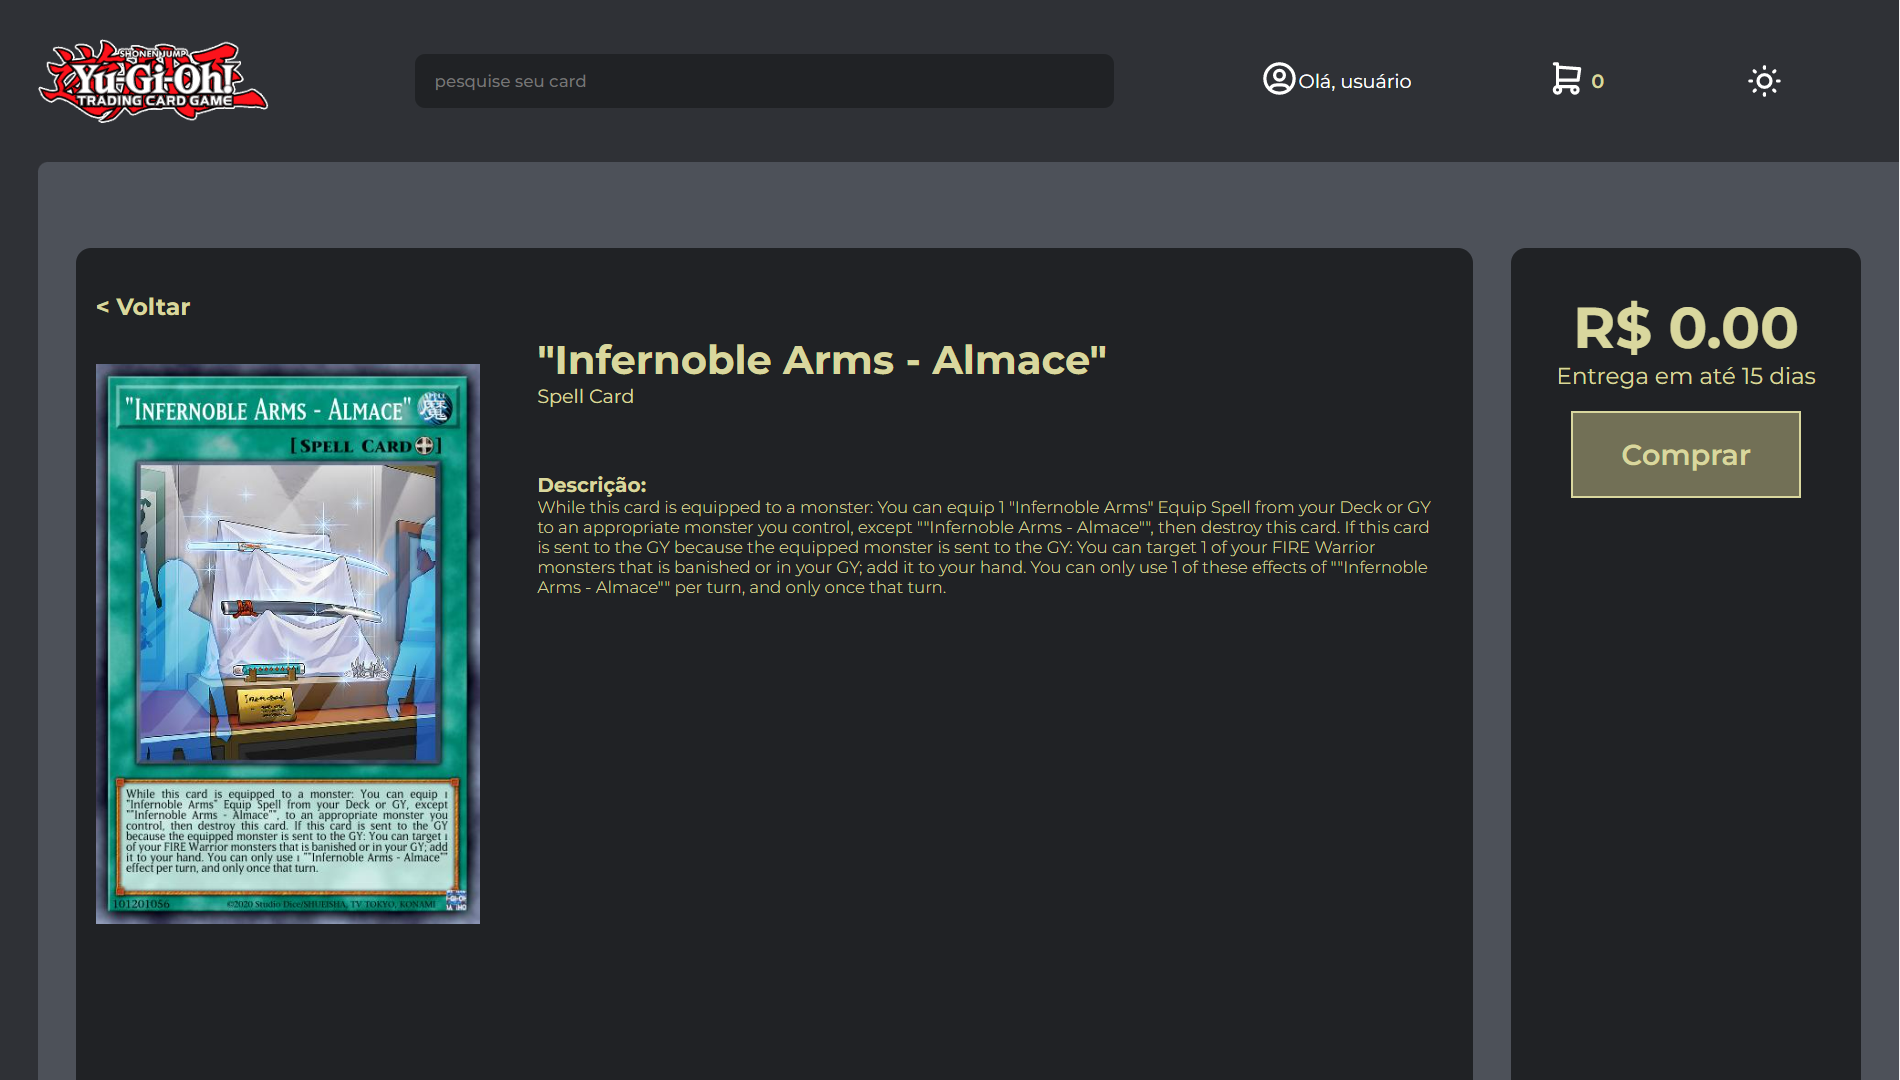 SHONEN JUMP
Yu-Gi-Oh!
TRADING CARD GAME
pesquise seu card
Olá, usuário
0
< Voltar
"Infernoble Arms - Almace"
[Spell Card]
While this card is equipped to a monster: You can equip 1
"Infernoble Arms" Equip Spell from your Deck or GY, except
""Infernoble Arms - Almace"", to an appropriate monster you
control, then destroy this card. If this card is sent to the GY
because the equipped monster is sent to the GY: You can target 1
of your FIRE Warrior monsters that is banished or in your GY; add
it to your hand. You can only use 1 ""Infernoble Arms - Almace""
effect per turn, and only once that turn.
101201056
©2020 Studio Dice/SHUEISHA, TV TOKYO, KONAMI
"Infernoble Arms - Almace"
Spell Card
Descrição:
While this card is equipped to a monster: You can equip 1 "Infernoble Arms" Equip Spell from your Deck or GY
to an appropriate monster you control, except ""Infernoble Arms - Almace"", then destroy this card. If this card
is sent to the GY because the equipped monster is sent to the GY: You can target 1 of your FIRE Warrior
monsters that is banished or in your GY; add it to your hand. You can only use 1 of these effects of ""Infernoble
Arms - Almace"" per turn, and only once that turn.
R$ 0.00
Entrega em até 15 dias
Comprar